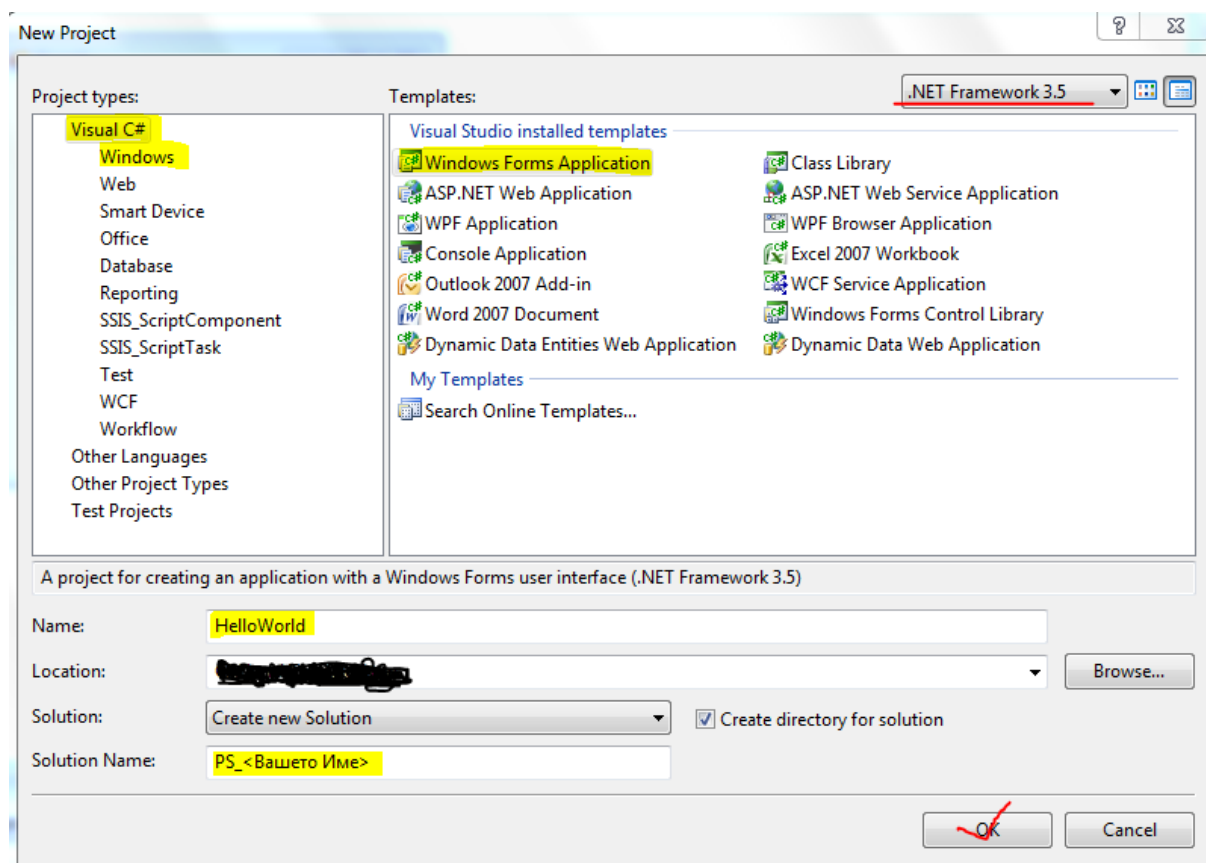 New Project
Project types:
Templates:
.NET Framework 3.5
Visual C#
Windows
Web
Smart Device
Office
Database
Reporting
SSIS_ScriptComponent
SSIS_ScriptTask
Test
WCF
Workflow
Other Languages
Other Project Types
Test Projects
Visual Studio installed templates
Windows Forms Application
Class Library
ASP.NET Web Application
ASP.NET Web Service Application
WPF Application
WPF Browser Application
Console Application
Excel 2007 Workbook
Outlook 2007 Add-in
WCF Service Application
Word 2007 Document
Windows Forms Control Library
Dynamic Data Entities Web Application
Dynamic Data Web Application
My Templates
Search Online Templates...
A project for creating an application with a Windows Forms user interface (.NET Framework 3.5)
Name:
HelloWorld
Location:
Browse...
Solution:
Create new Solution
Create directory for solution
Solution Name:
PS_<Вашето Име>
OK
Cancel